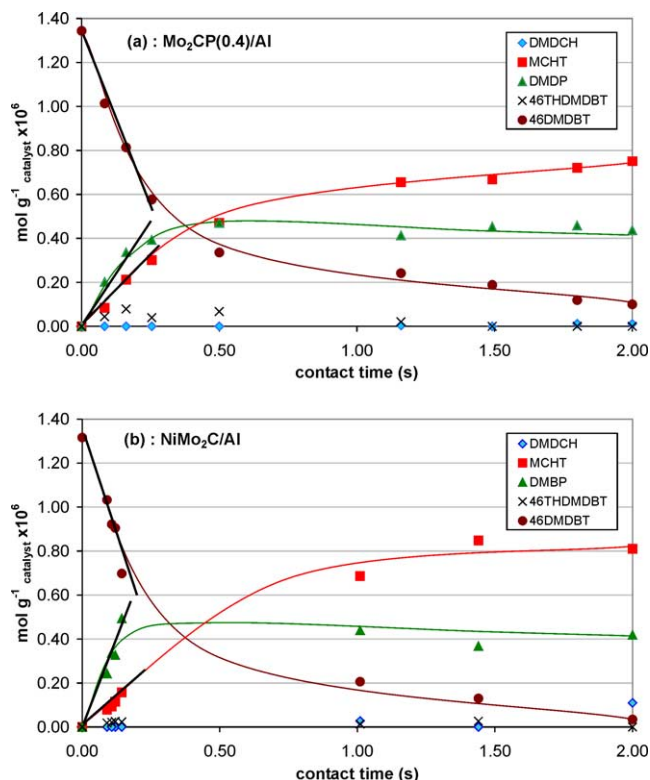 (a) : Mo₂CP(0.4)/Al
DMDCH
MCHT
DMDP
46THDMDBT
46DMDBT
mol g⁻¹ catalyst x10⁶
1.40
1.20
1.00
0.80
0.60
0.40
0.20
0.00
0.00 0.50 1.00 1.50 2.00
contact time (s)
(b) : NiMo₂C/Al
DMDCH
MCHT
DMBP
46THDMDBT
46DMDBT
mol g⁻¹ catalyst x10⁶
1.40
1.20
1.00
0.80
0.60
0.40
0.20
0.00
0.00 0.50 1.00 1.50 2.00
contact time (s)